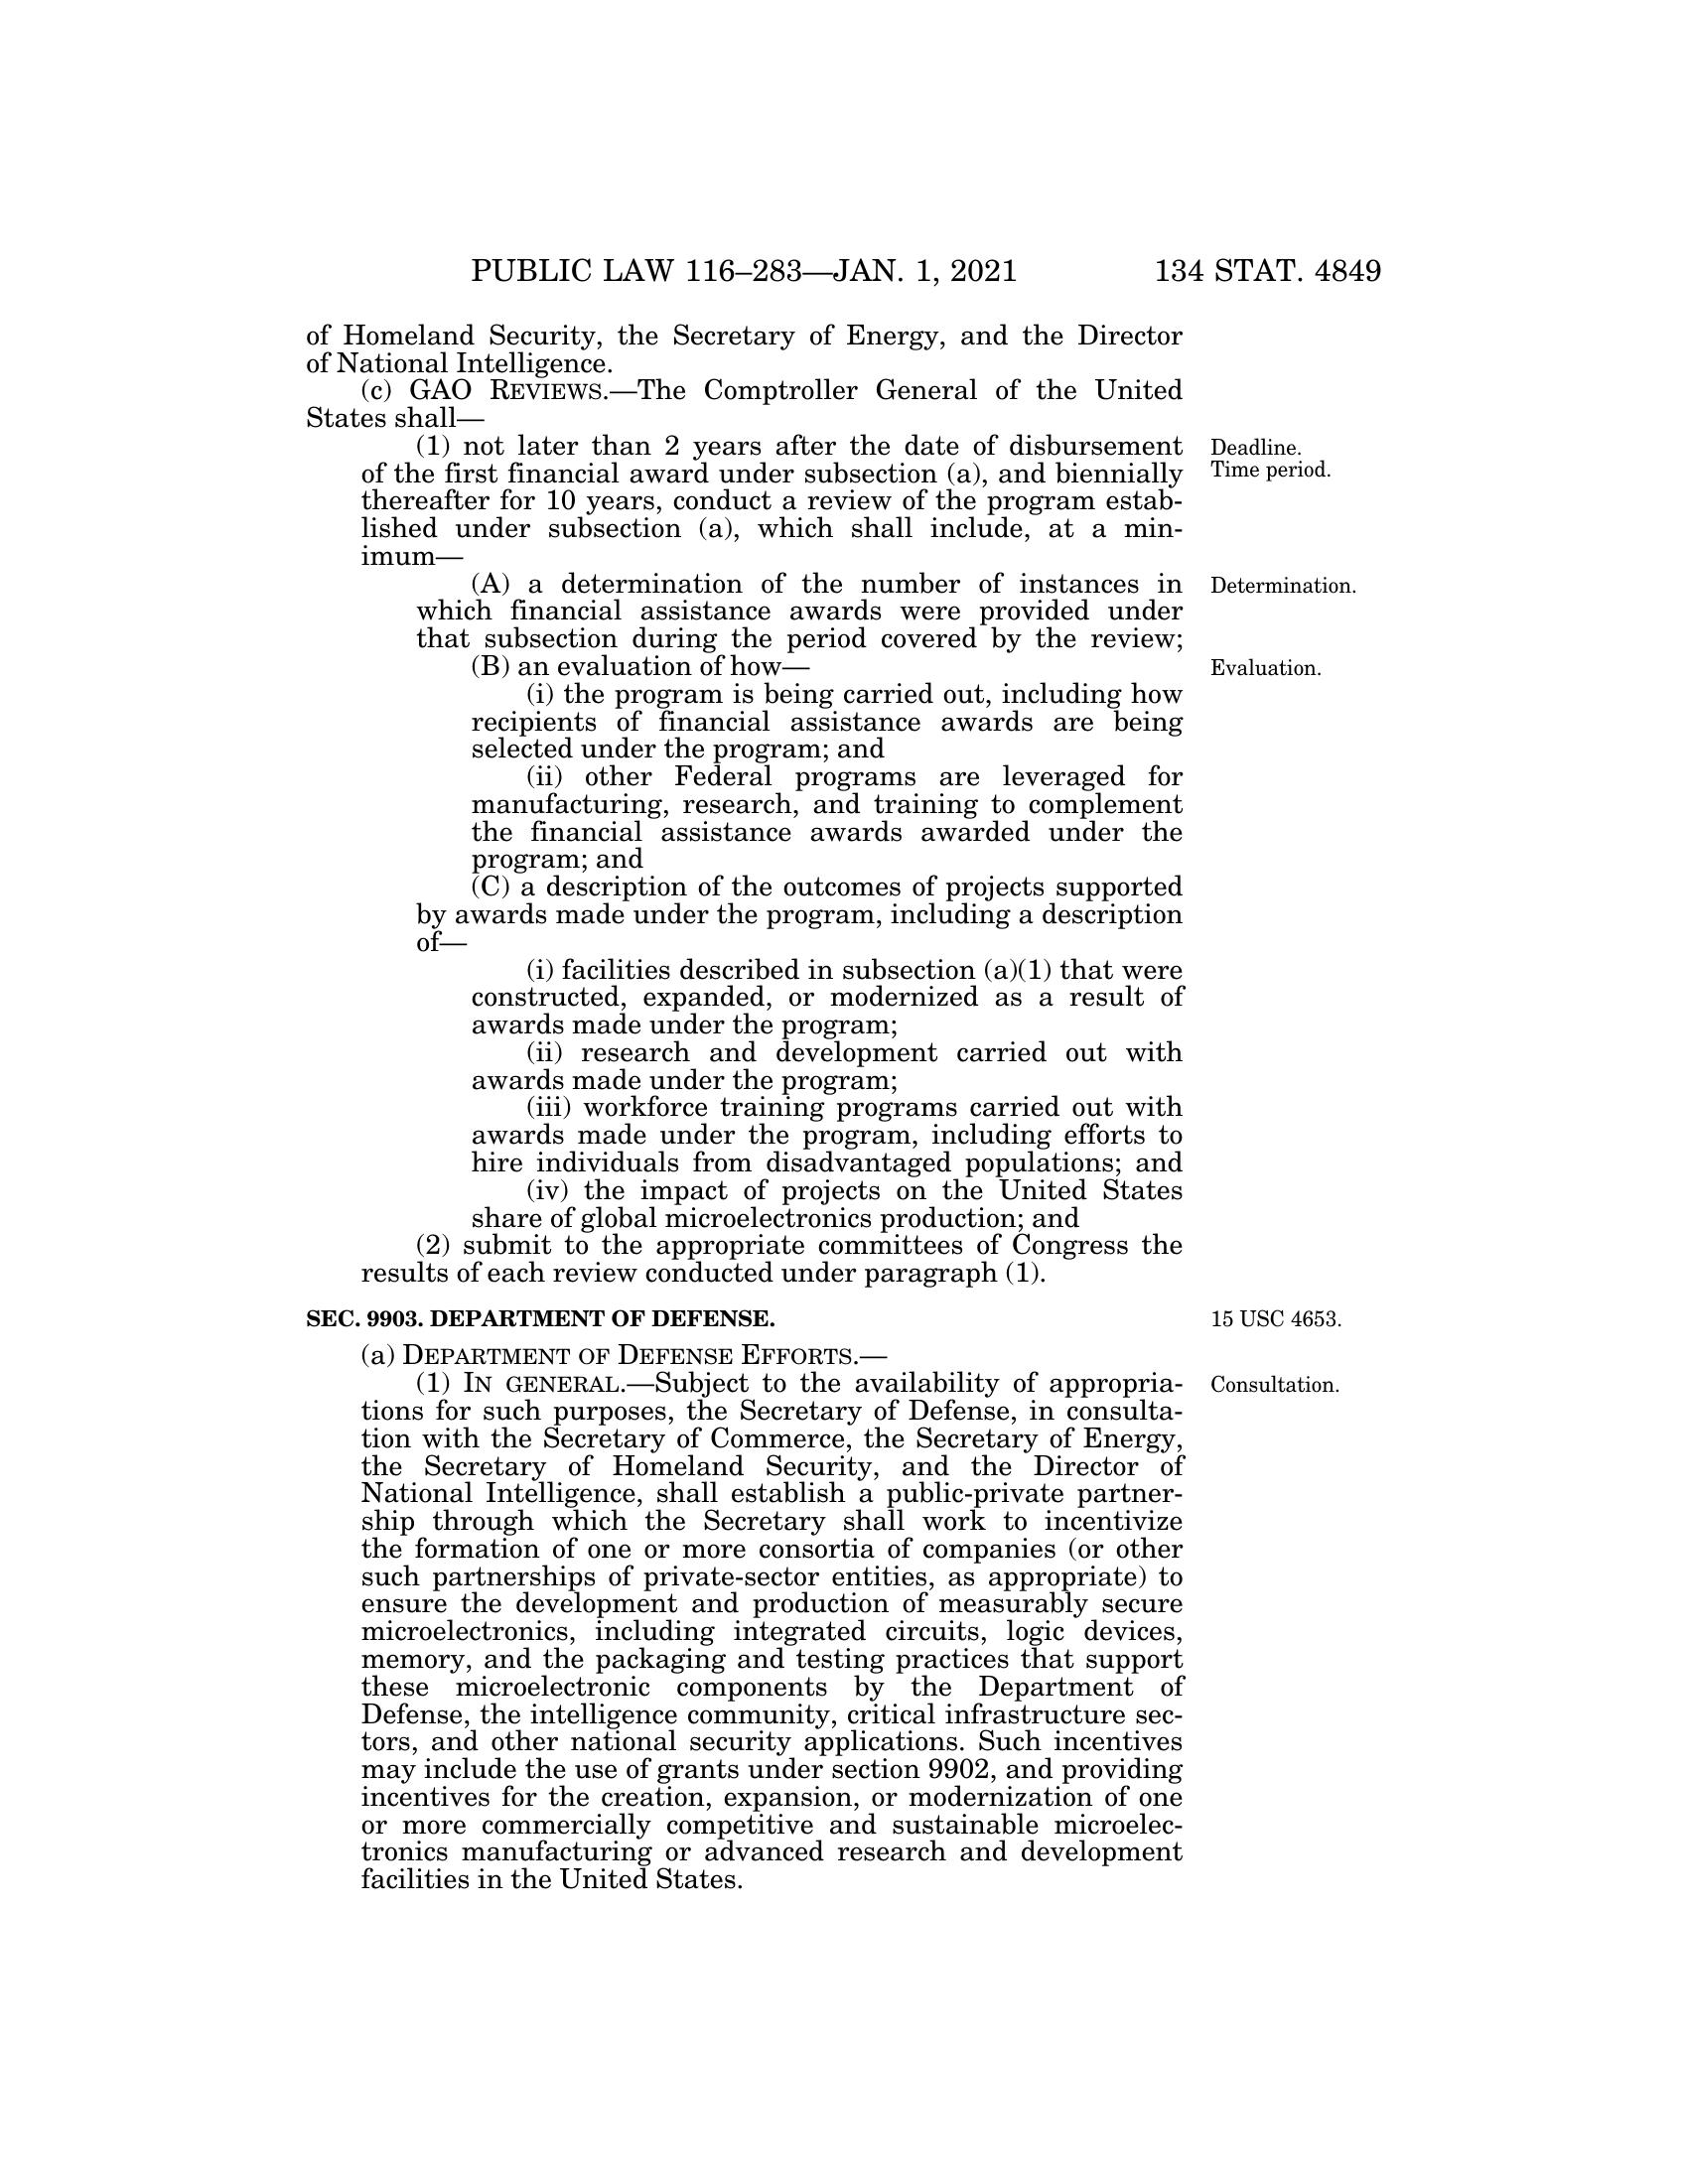 PUBLIC LAW 116–283—JAN. 1, 2021 134 STAT. 4849
of Homeland Security, the Secretary of Energy, and the Director
of National Intelligence.
(c) GAO REVIEWS.—The Comptroller General of the United
States shall—
(1) not later than 2 years after the date of disbursement
of the first financial award under subsection (a), and biennially
thereafter for 10 years, conduct a review of the program estab-
lished under subsection (a), which shall include, at a min-
imum—
(A) a determination of the number of instances in
which financial assistance awards were provided under
that subsection during the period covered by the review;
(B) an evaluation of how—
(i) the program is being carried out, including how
recipients of financial assistance awards are being
selected under the program; and
(ii) other Federal programs are leveraged for
manufacturing, research, and training to complement
the financial assistance awards awarded under the
program; and
(C) a description of the outcomes of projects supported
by awards made under the program, including a description
of—
(i) facilities described in subsection (a)(1) that were
constructed, expanded, or modernized as a result of
awards made under the program;
(ii) research and development carried out with
awards made under the program;
(iii) workforce training programs carried out with
awards made under the program, including efforts to
hire individuals from disadvantaged populations; and
(iv) the impact of projects on the United States
share of global microelectronics production; and
(2) submit to the appropriate committees of Congress the
results of each review conducted under paragraph (1).
SEC. 9903. DEPARTMENT OF DEFENSE.
(a) DEPARTMENT OF DEFENSE EFFORTS.—
(1) IN GENERAL.—Subject to the availability of appropria-
tions for such purposes, the Secretary of Defense, in consulta-
tion with the Secretary of Commerce, the Secretary of Energy,
the Secretary of Homeland Security, and the Director of
National Intelligence, shall establish a public-private partner-
ship through which the Secretary shall work to incentivize
the formation of one or more consortia of companies (or other
such partnerships of private-sector entities, as appropriate) to
ensure the development and production of measurably secure
microelectronics, including integrated circuits, logic devices,
memory, and the packaging and testing practices that support
these microelectronic components by the Department of
Defense, the intelligence community, critical infrastructure sec-
tors, and other national security applications. Such incentives
may include the use of grants under section 9902, and providing
incentives for the creation, expansion, or modernization of one
or more commercially competitive and sustainable microelec-
tronics manufacturing or advanced research and development
facilities in the United States.
Deadline.
Time period.
Determination.
Evaluation.
15 USC 4653.
Consultation.